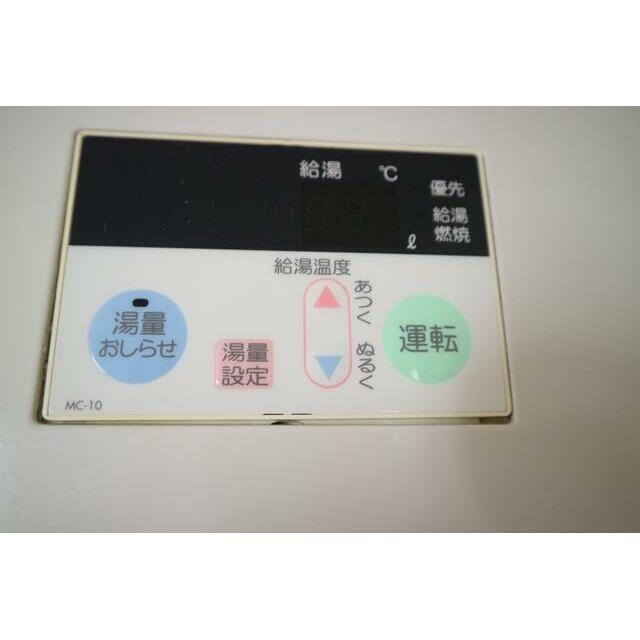 給湯 ℃
優先
給湯
燃焼
ℓ
給湯温度
あつく
ぬるく
湯量
おしらせ
湯量
設定
運転
MC-10